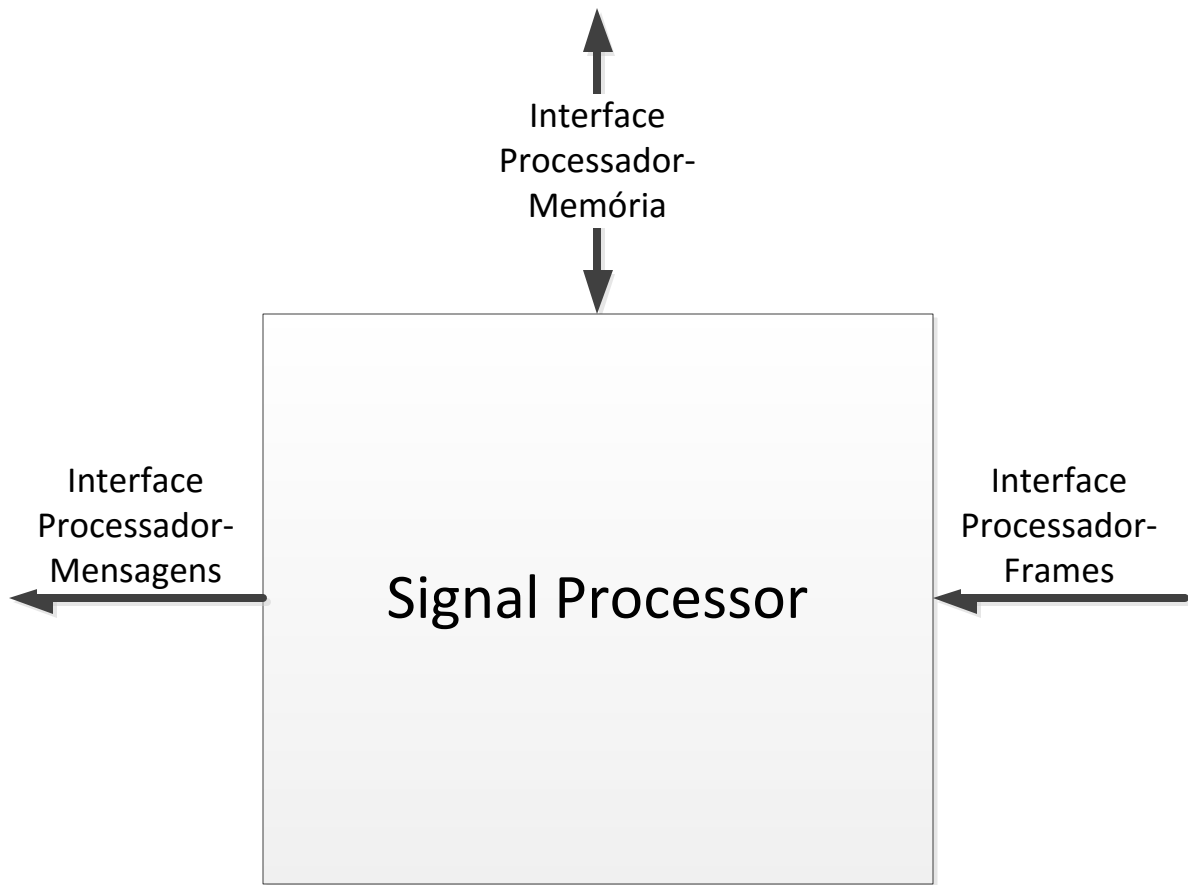 Interface
Processador-
Memória
Interface
Processador-
Mensagens
Signal Processor
Interface
Processador-
Frames